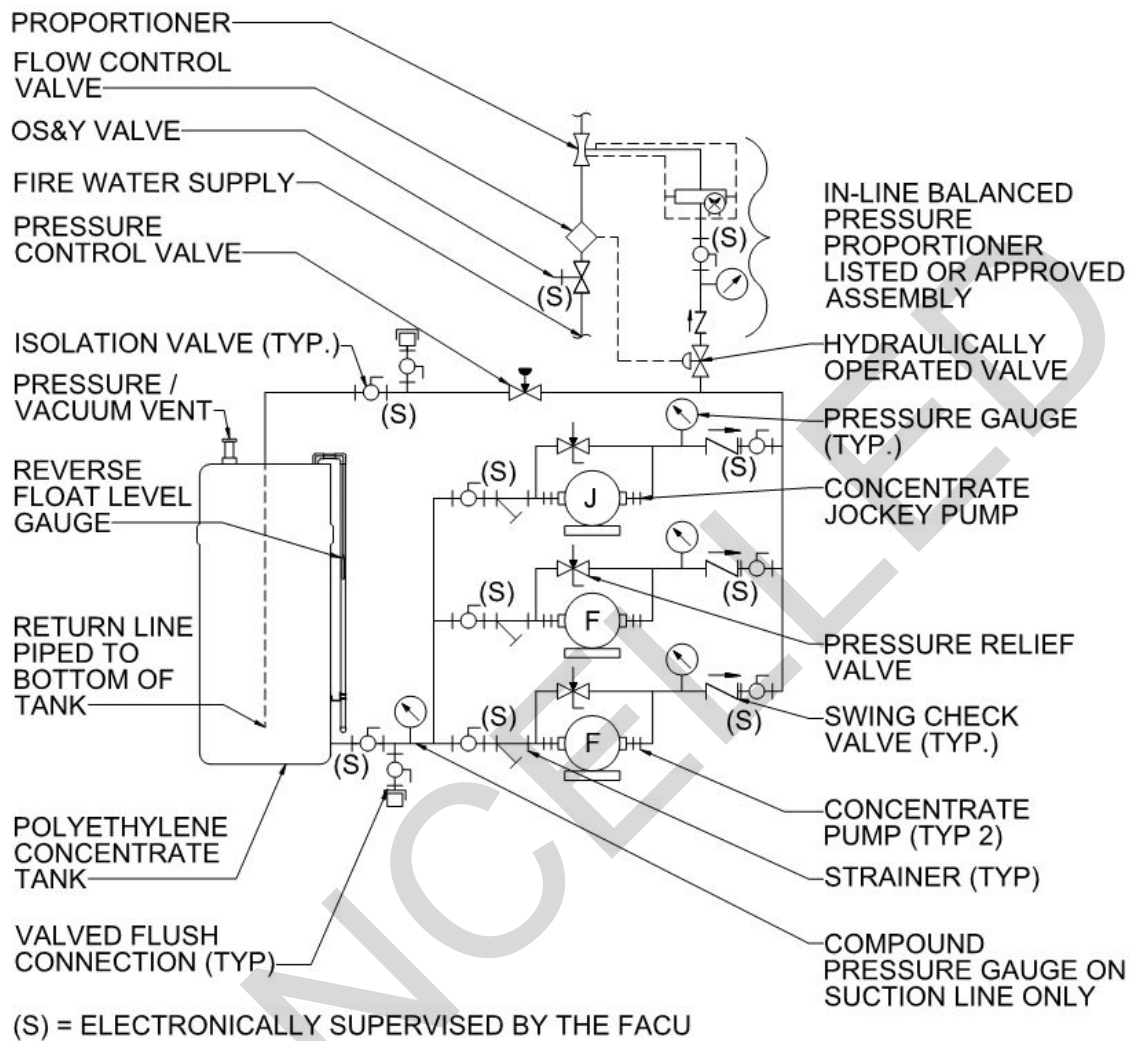 PROPORTIONER
FLOW CONTROL
VALVE
OS&Y VALVE
FIRE WATER SUPPLY
PRESSURE
CONTROL VALVE
ISOLATION VALVE (TYP.)
PRESSURE /
VACUUM VENT
REVERSE
FLOAT LEVEL
GAUGE
RETURN LINE
PIPED TO
BOTTOM OF
TANK
POLYETHYLENE
CONCENTRATE
TANK
VALVED FLUSH
CONNECTION (TYP)
(S)
(S)
(S)
(S)
(S)
J
(S)
(S)
F
(S)
(S)
F
(S)
(S)
IN-LINE BALANCED
PRESSURE
PROPORTIONER
LISTED OR APPROVED
ASSEMBLY
HYDRAULICALLY
OPERATED VALVE
PRESSURE GAUGE
(TYP.)
CONCENTRATE
JOCKEY PUMP
PRESSURE RELIEF
VALVE
SWING CHECK
VALVE (TYP.)
CONCENTRATE
PUMP (TYP 2)
STRAINER (TYP)
COMPOUND
PRESSURE GAUGE ON
SUCTION LINE ONLY
(S) = ELECTRONICALLY SUPERVISED BY THE FACU
NCELLED